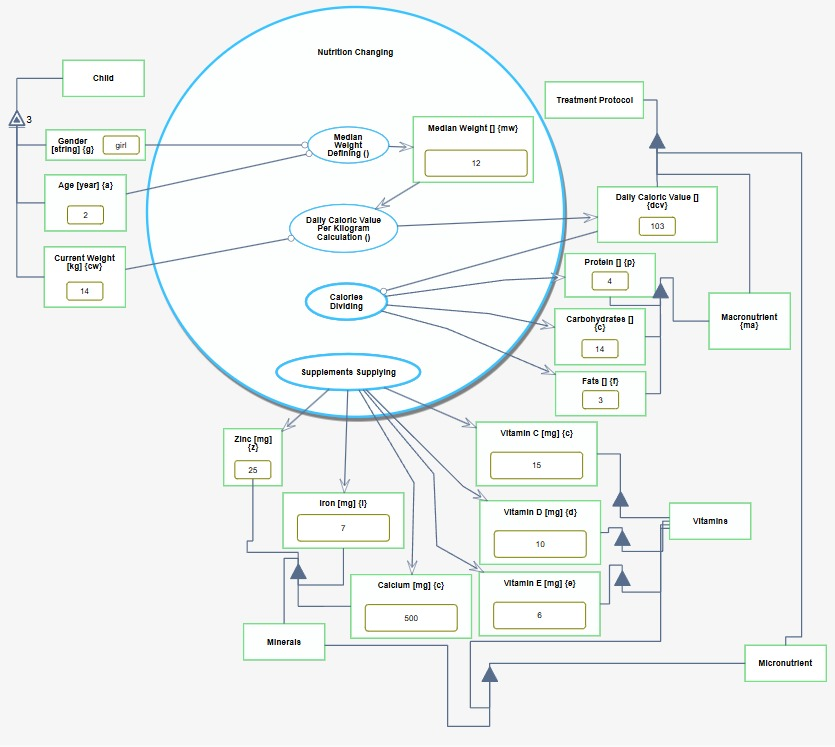 Nutrition Changing
Child
3
Gender
[string] {g}
girl
Age [year] {a}
2
Current Weight
[kg] {cw}
14
Median
Weight
Defining ()
Median Weight [] {mw}
12
Daily Caloric Value
Per Kilogram
Calculation ()
Calories
Dividing
Supplements Supplying
Treatment Protocol
Daily Caloric Value []
{dcv}
103
Protein [] {p}
4
Carbohydrates []
{c}
14
Fats [] {f}
3
Macronutrient
{ma}
Zinc [mg]
{z}
25
Iron [mg] {i}
7
Calcium [mg] {c}
500
Vitamin C [mg] {c}
15
Vitamin D [mg] {d}
10
Vitamin E [mg] {e}
6
Vitamins
Minerals
Micronutrient